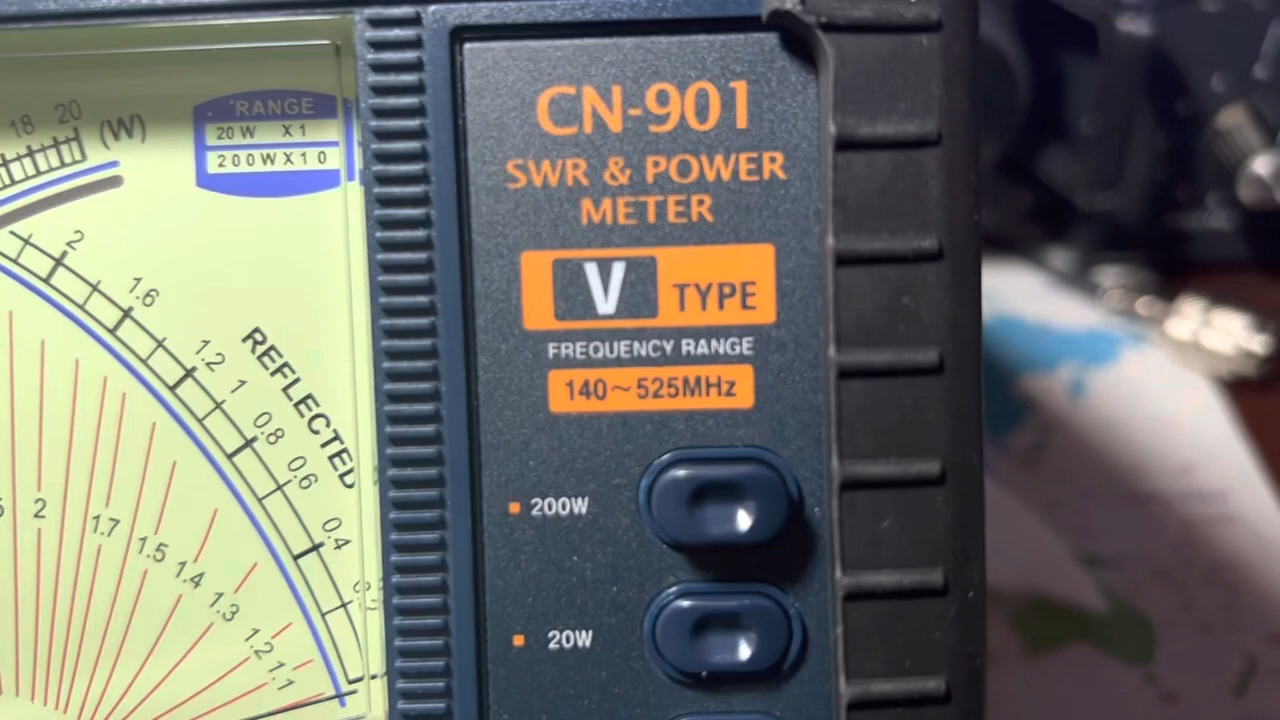 18 20 (W)
RANGE
20W X1
200WX10
CN-901
SWR & POWER
METER
V TYPE
FREQUENCY RANGE
140~525MHz
200W
20W
REFLECTED
2
1.6
1.2
1
0.8
0.6
0.4
2
1.7
1.5
1.4
1.3
1.2
1.1